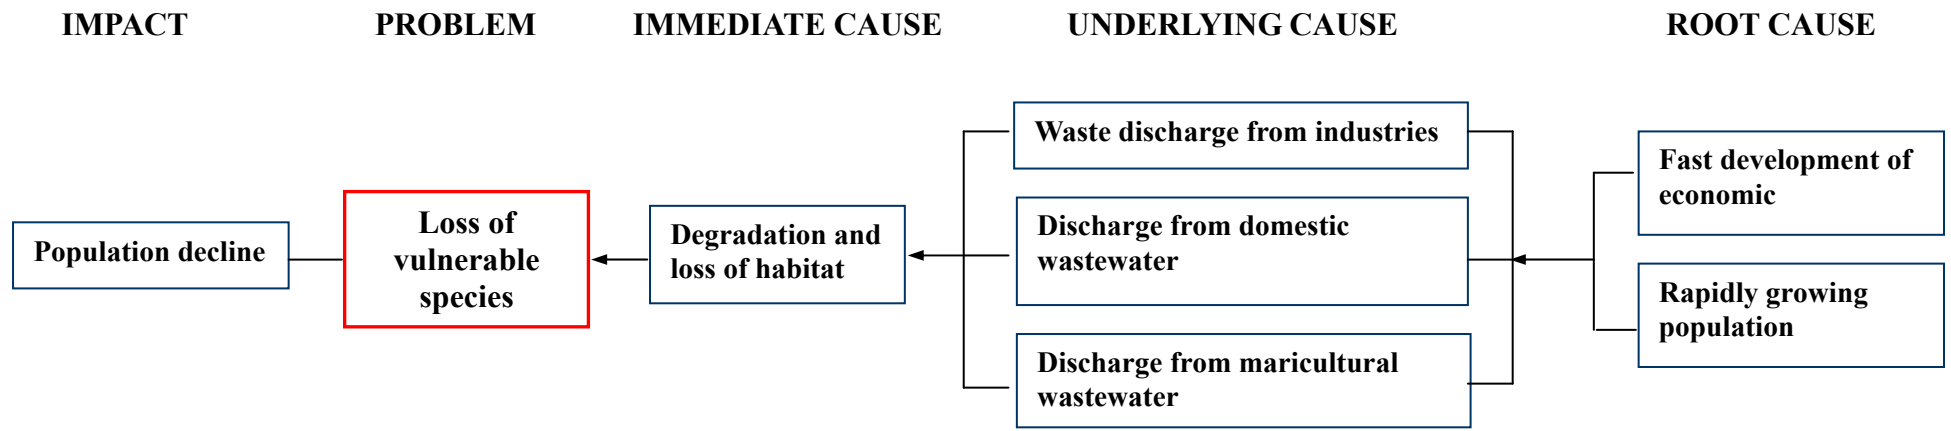 IMPACT
PROBLEM
IMMEDIATE CAUSE
UNDERLYING CAUSE
ROOT CAUSE
Population decline
Loss of
vulnerable
species
Degradation and
loss of habitat
Waste discharge from industries
Discharge from domestic
wastewater
Discharge from maricultural
wastewater
Fast development of
economic
Rapidly growing
population